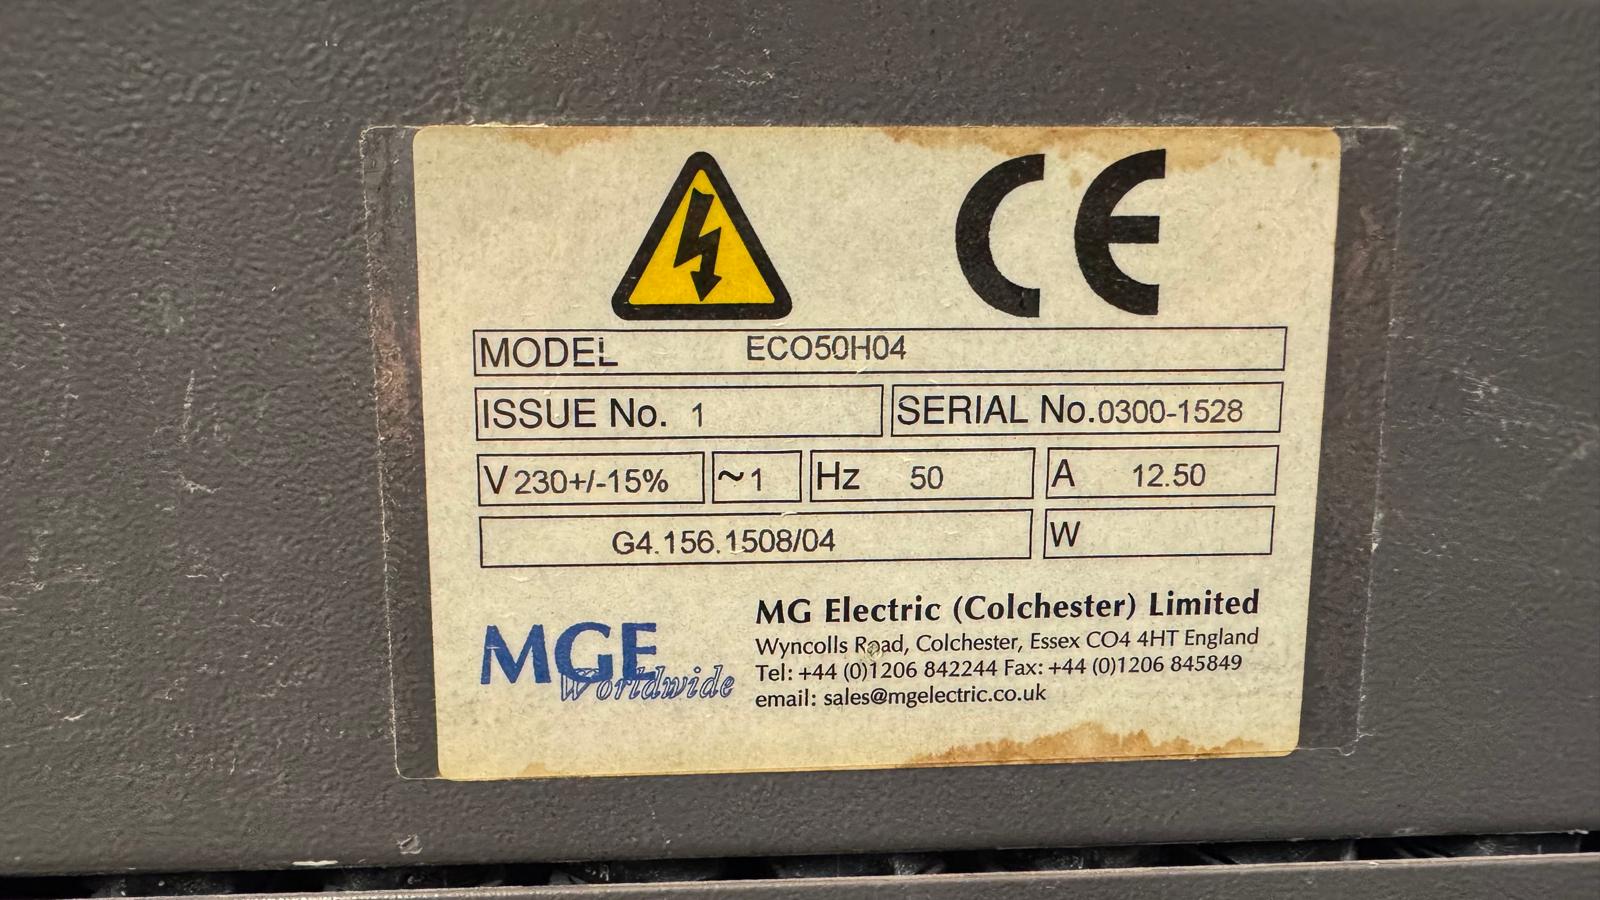 CE
MODEL ECO50H04
ISSUE No. 1 SERIAL No. 0300-1528
V 230+/-15% ~1 Hz 50 A 12.50
G4.156.1508/04 W
MGE
Worldwide
MG Electric (Colchester) Limited
Wyncolls Road, Colchester, Essex CO4 4HT England
Tel: +44 (0)1206 842244 Fax: +44 (0)1206 845849
email: sales@mgelectric.co.uk